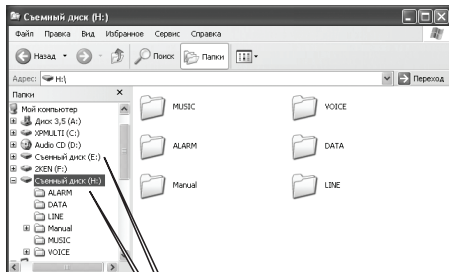 Съемный диск (H:)
Файл Правка Вид Избранное Сервис Справка
Назад Поиск Папки
Адрес: H:\ Переход
Папки
Мой компьютер
Диск 3,5 (A:)
XPMULTI (C:)
Audio CD (D:)
Съемный диск (E:)
2KEN (F:)
Съемный диск (H:)
ALARM
DATA
LINE
Manual
MUSIC
VOICE
MUSIC VOICE
ALARM DATA
Manual LINE